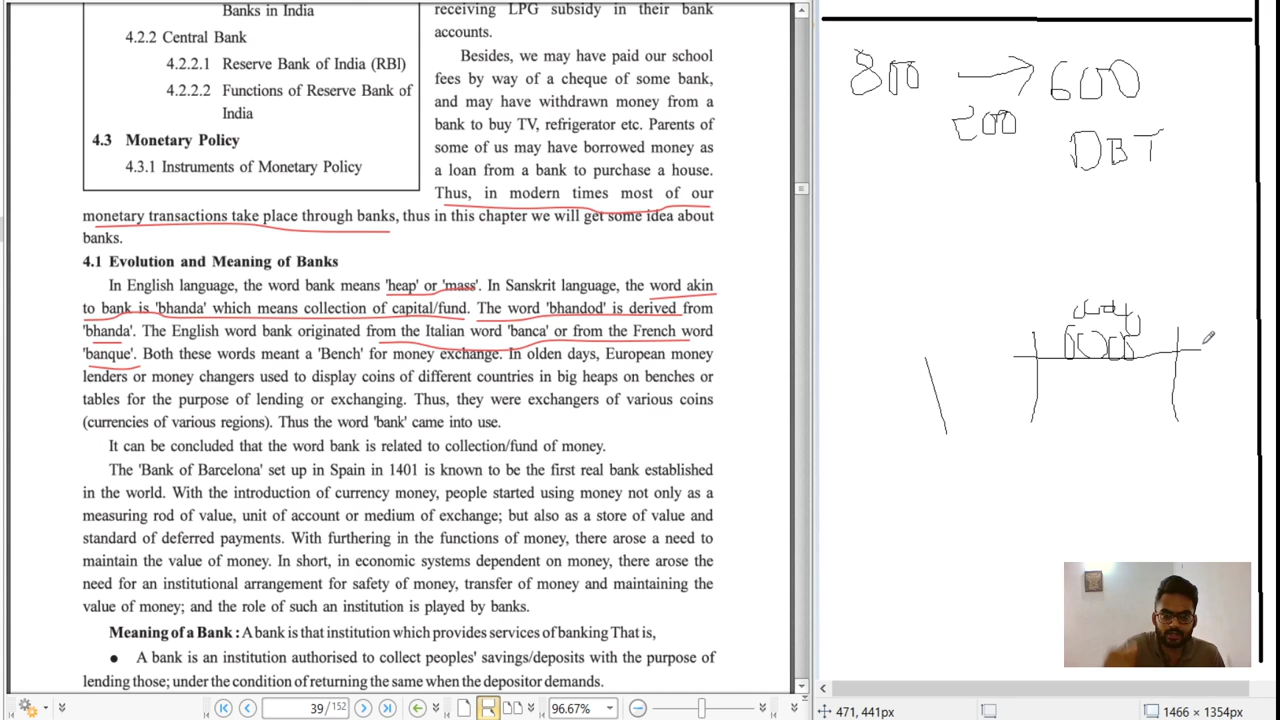 Banks in India
4.2.2 Central Bank
4.2.2.1 Reserve Bank of India (RBI)
4.2.2.2 Functions of Reserve Bank of
India
4.3 Monetary Policy
4.3.1 Instruments of Monetary Policy
receiving LPG subsidy in their bank
accounts.
Besides, we may have paid our school
fees by way of a cheque of some bank,
and may have withdrawn money from a
bank to buy TV, refrigerator etc. Parents of
some of us may have borrowed money as
a loan from a bank to purchase a house.
Thus, in modern times most of our
monetary transactions take place through banks, thus in this chapter we will get some idea about
banks.
4.1 Evolution and Meaning of Banks
In English language, the word bank means 'heap' or 'mass'. In Sanskrit language, the word akin
to bank is 'bhanda' which means collection of capital/fund. The word 'bhandod' is derived from
'bhanda'. The English word bank originated from the Italian word 'banca' or from the French word
'banque'. Both these words meant a 'Bench' for money exchange. In olden days, European money
lenders or money changers used to display coins of different countries in big heaps on benches or
tables for the purpose of lending or exchanging. Thus, they were exchangers of various coins
(currencies of various regions). Thus the word 'bank' came into use.
It can be concluded that the word bank is related to collection/fund of money.
The 'Bank of Barcelona' set up in Spain in 1401 is known to be the first real bank established
in the world. With the introduction of currency money, people started using money not only as a
measuring rod of value, unit of account or medium of exchange; but also as a store of value and
standard of deferred payments. With furthering in the functions of money, there arose a need to
maintain the value of money. In short, in economic systems dependent on money, there arose the
need for an institutional arrangement for safety of money, transfer of money and maintaining the
value of money; and the role of such an institution is played by banks.
Meaning of a Bank : A bank is that institution which provides services of banking That is,
● A bank is an institution authorised to collect peoples' savings/deposits with the purpose of
lending those; under the condition of returning the same when the depositor demands.
39 / 152
96.67%
800 → 600
200
DBT
471, 441px
1466 × 1354px